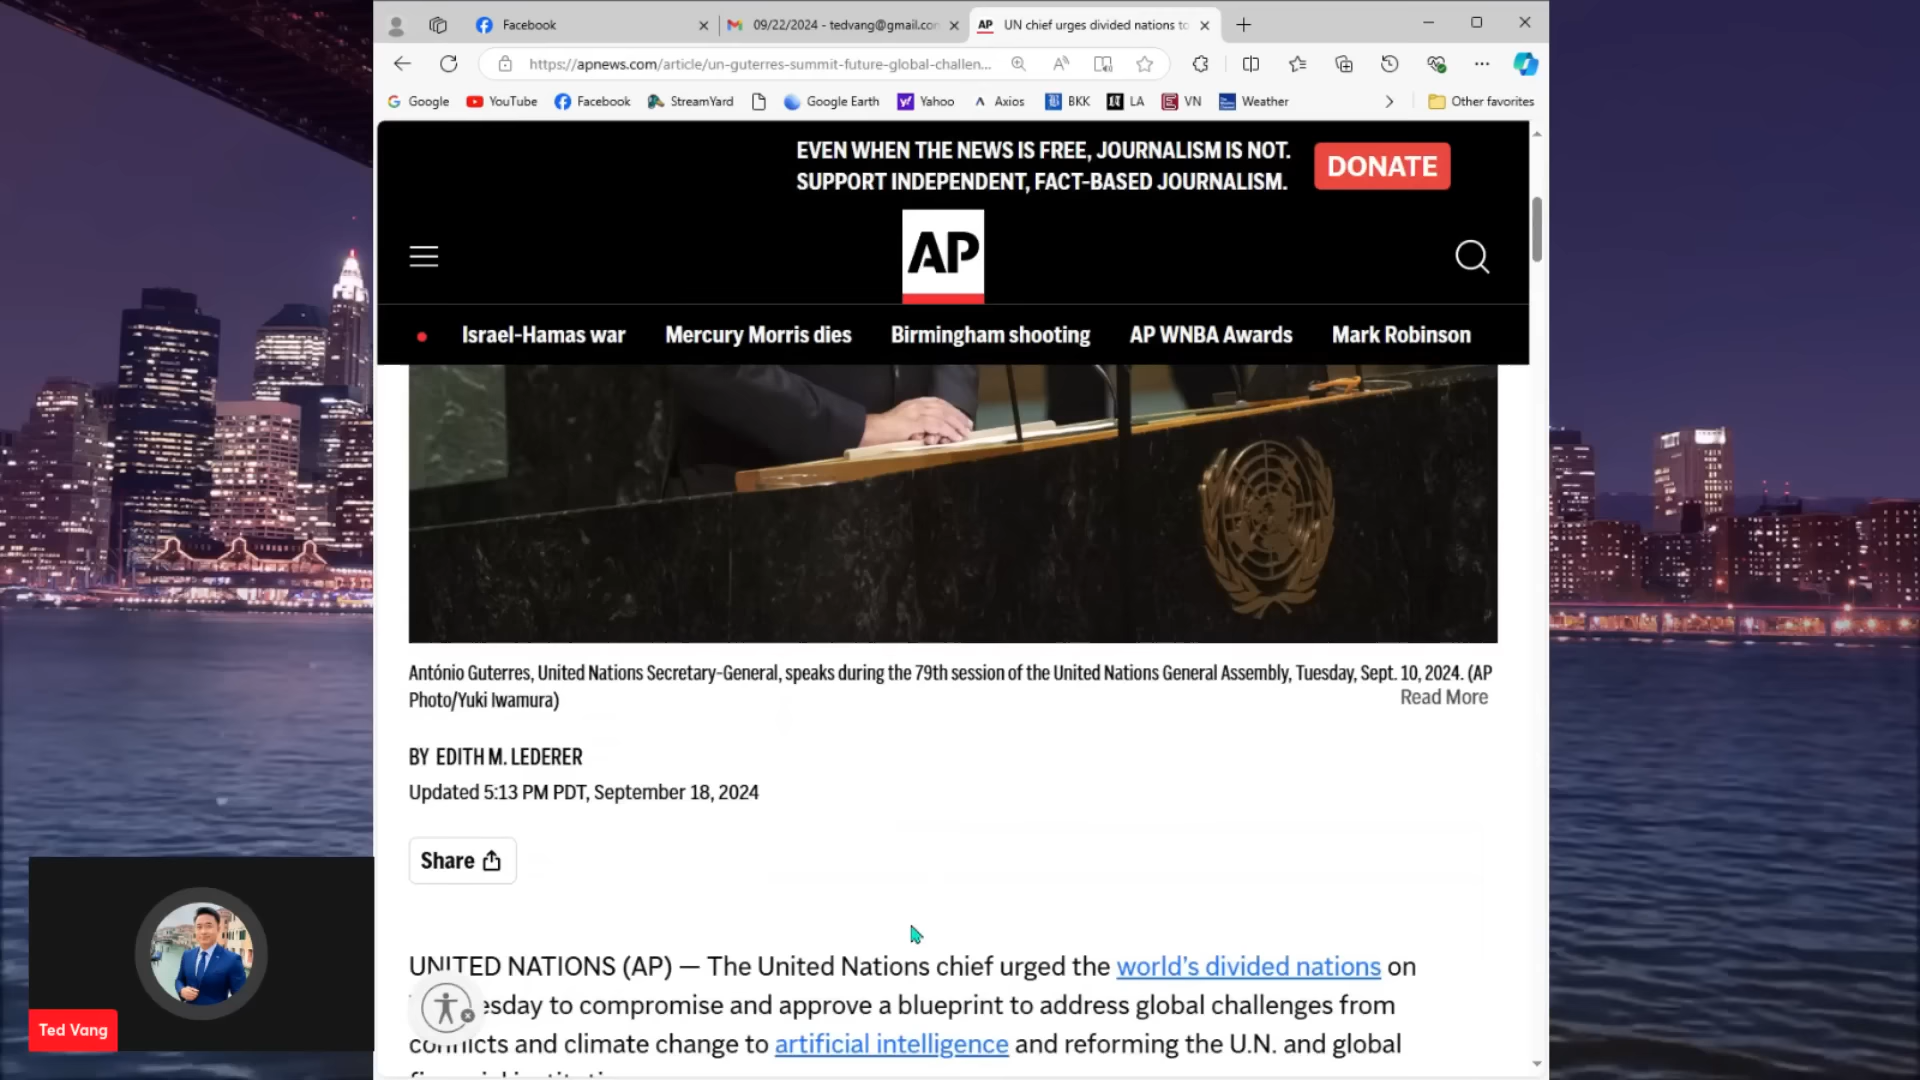 Facebook
09/22/2024 - tedvang@gmail.co
AP UN chief urges divided nations to
https://apnews.com/article/un-guterres-summit-future-global-challen...
Google YouTube Facebook StreamYard Google Earth Yahoo Axios BKK LA VN Weather Other favorites
EVEN WHEN THE NEWS IS FREE, JOURNALISM IS NOT.
SUPPORT INDEPENDENT, FACT-BASED JOURNALISM.
DONATE
AP
Israel-Hamas war Mercury Morris dies Birmingham shooting AP WNBA Awards Mark Robinson
António Guterres, United Nations Secretary-General, speaks during the 79th session of the United Nations General Assembly, Tuesday, Sept. 10, 2024. (AP
Photo/Yuki Iwamura)
Read More
BY EDITH M. LEDERER
Updated 5:13 PM PDT, September 18, 2024
Share
UNITED NATIONS (AP) — The United Nations chief urged the world's divided nations on
esday to compromise and approve a blueprint to address global challenges from
conflicts and climate change to artificial intelligence and reforming the U.N. and global
Ted Vang